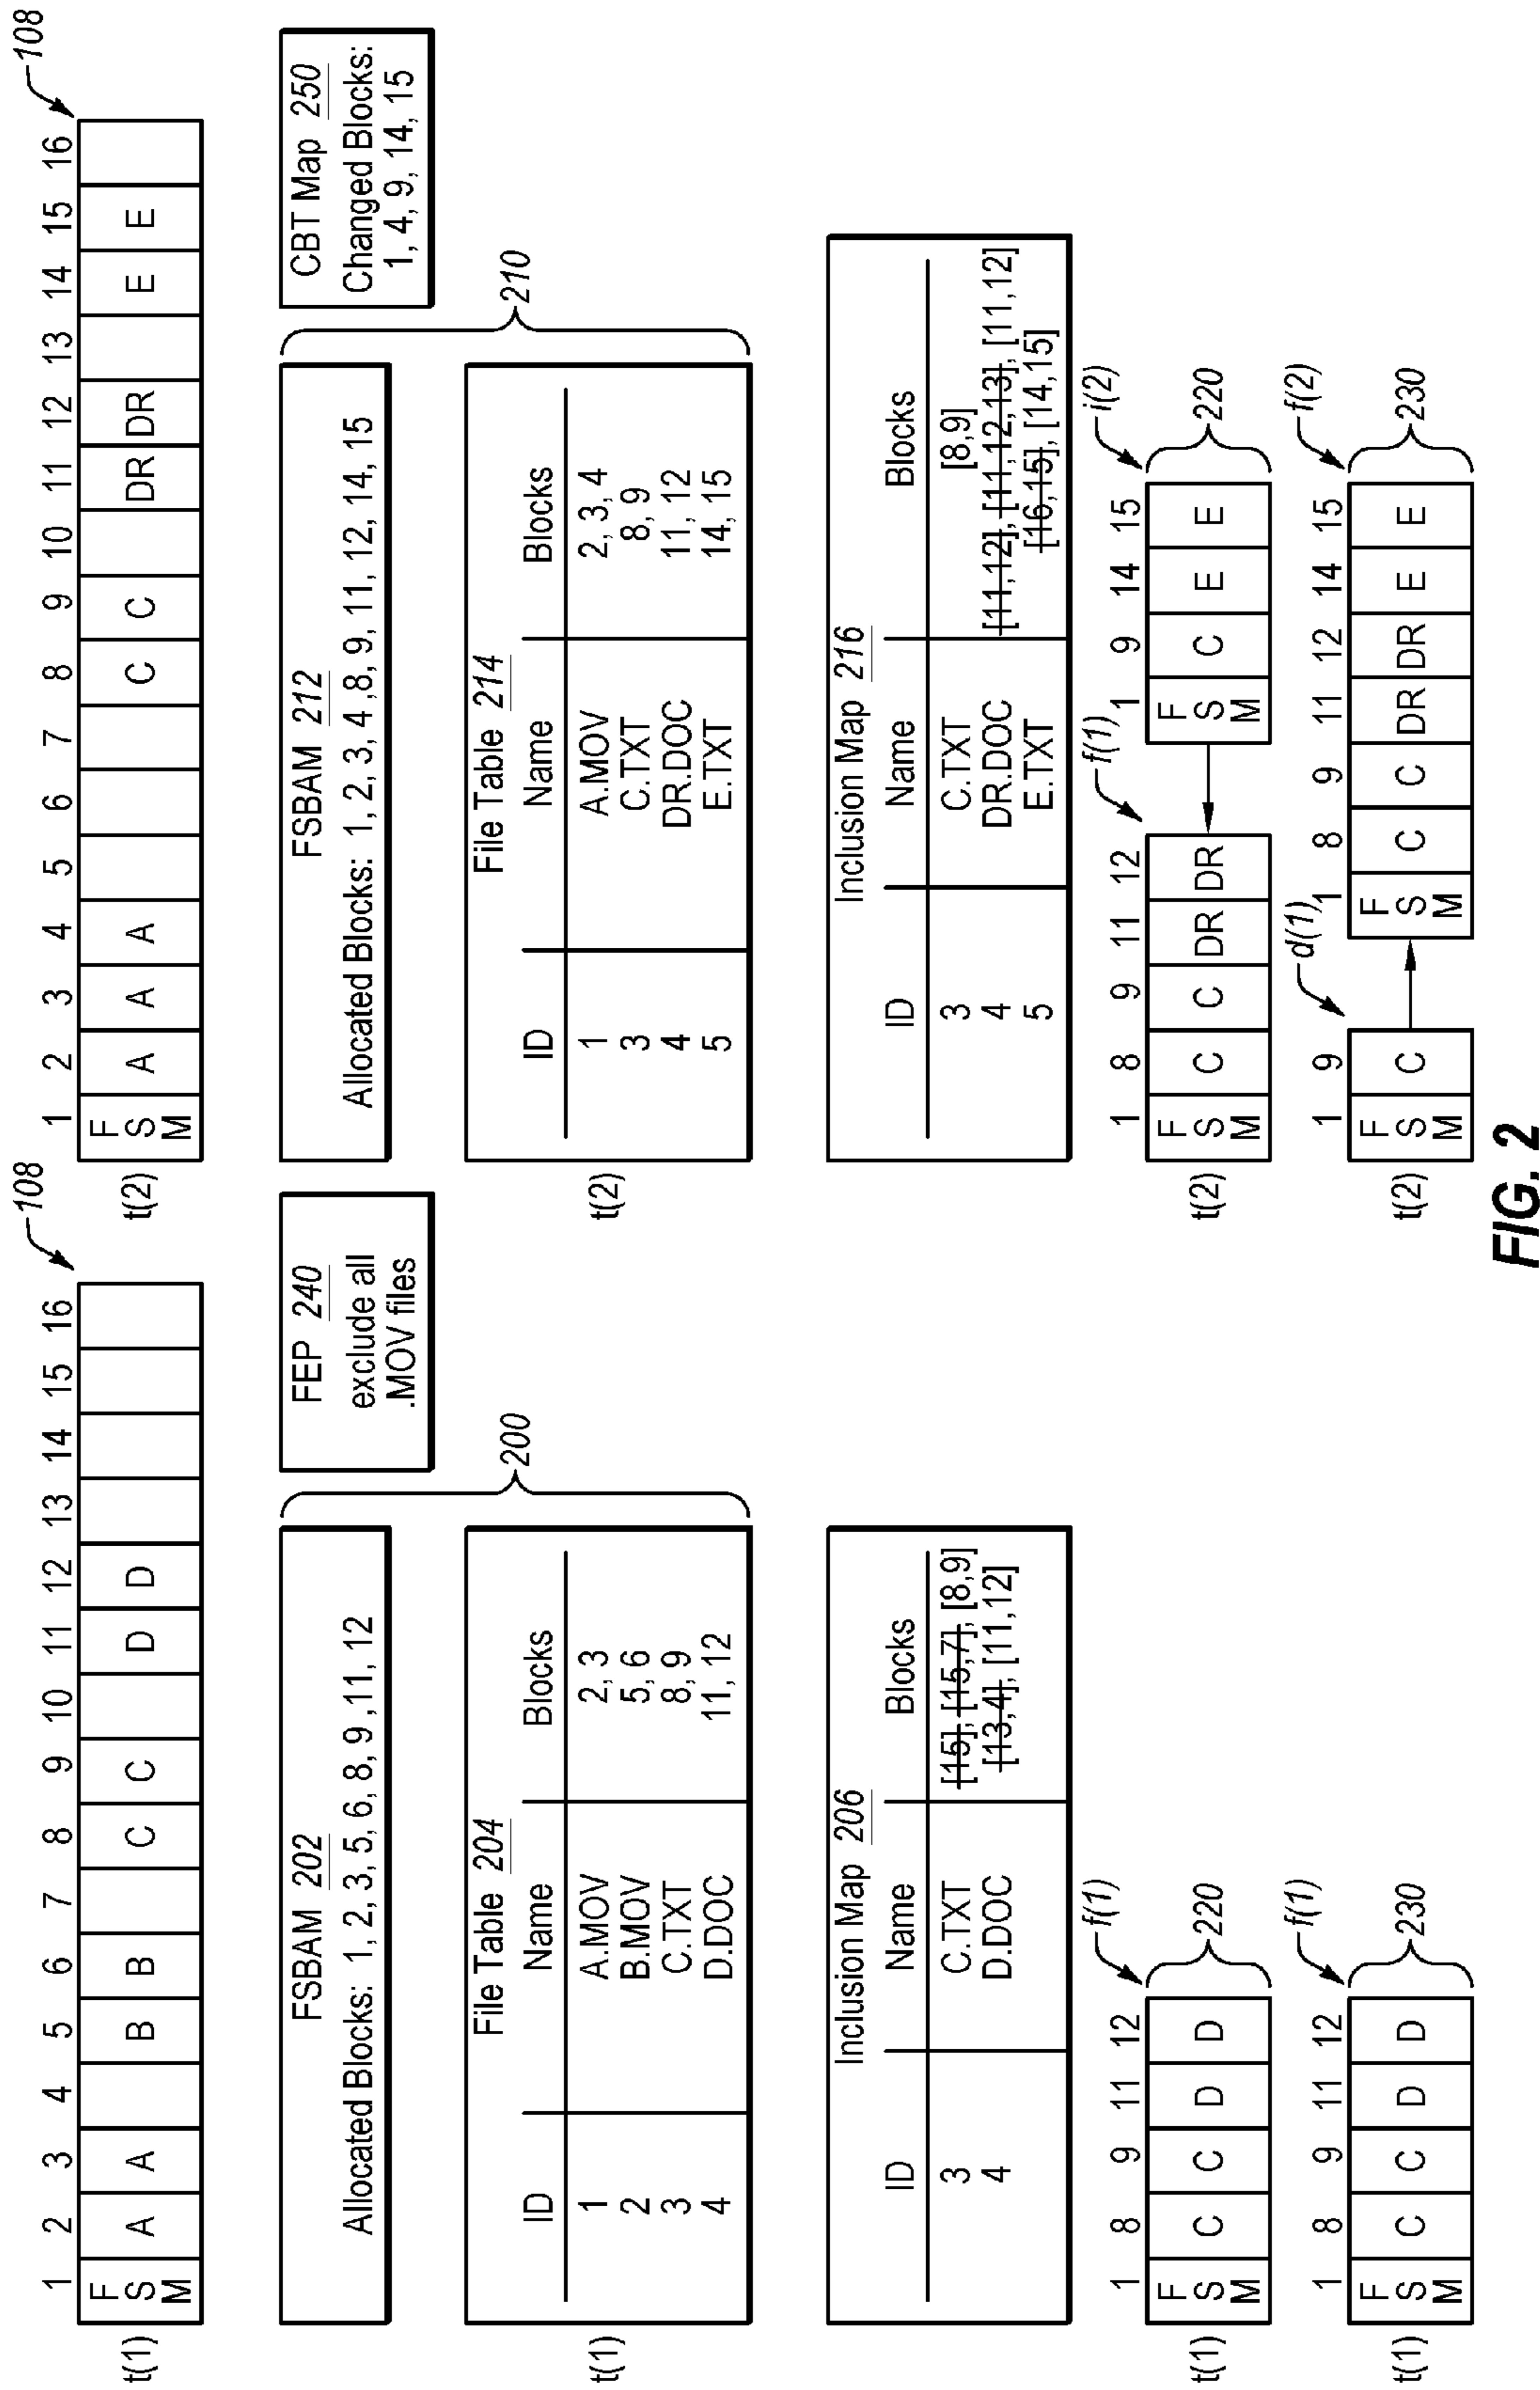 108
1 2 3 4 5 6 7 8 9 10 11 12 13 14 15 16
t(1) FSM A A B B C C D D
FSBAM 202
Allocated Blocks: 1, 2, 3, 5, 6, 8, 9 ,11, 12
FEP 240
exclude all
.MOV files
200
t(1)
File Table 204
ID Name Blocks
1 A.MOV 2, 3
2 B.MOV 5, 6
3 C.TXT 8, 9
4 D.DOC 11, 12
Inclusion Map 206
ID Name Blocks
3 C.TXT [15], [15,7], [8,9]
4 D.DOC [13,4], [11,12]
f(1)
1 8 9 11 12
t(1) FSM C C D D 220
f(1)
1 8 9 11 12
t(1) FSM C C D D 230
108
1 2 3 4 5 6 7 8 9 10 11 12 13 14 15 16
t(2) FSM A A A C C DR DR E E
FSBAM 212
Allocated Blocks: 1, 2, 3, 4 ,8, 9, 11, 12, 14, 15
CBT Map 250
Changed Blocks:
1, 4, 9, 14, 15
210
t(2)
File Table 214
ID Name Blocks
1 A.MOV 2, 3, 4
3 C.TXT 8, 9
4 DR.DOC 11, 12
5 E.TXT 14, 15
Inclusion Map 216
ID Name Blocks
3 C.TXT [8,9]
4 DR.DOC [11,12], [11,12,13], [11,12]
5 E.TXT [16,15], [14,15]
f(1) i(2)
1 8 9 11 12 1 9 14 15
t(2) FSM C C DR DR FSM C E E 220
d(1) f(2)
1 9 1 8 9 11 12 14 15
t(2) FSM C FSM C C DR DR E E 230
FIG. 2